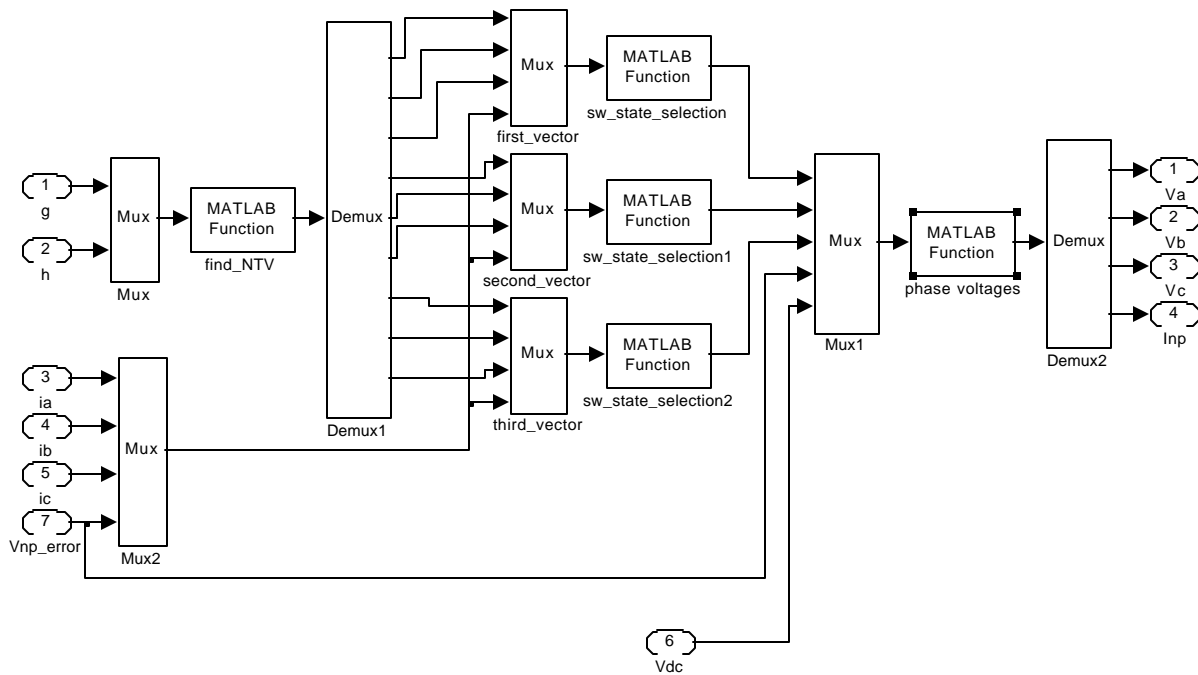 1
g
2
h
Mux
Mux
MATLAB
Function
find_NTV
Demux
Demux1
3
ia
4
ib
5
ic
7
Vnp_error
Mux
Mux2
Mux
first_vector
MATLAB
Function
sw_state_selection
Mux
second_vector
MATLAB
Function
sw_state_selection1
Mux
third_vector
MATLAB
Function
sw_state_selection2
6
Vdc
Mux
Mux1
MATLAB
Function
phase voltages
Demux
Demux2
1
Va
2
Vb
3
Vc
4
Inp